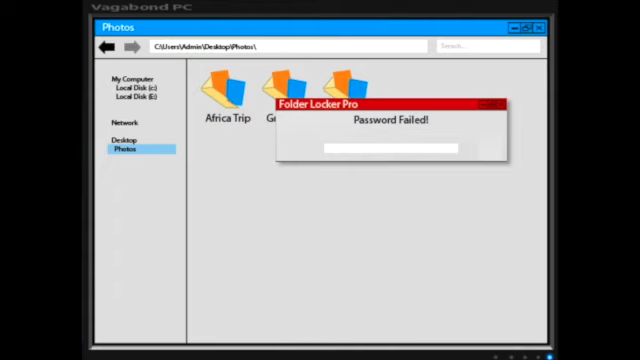 Vagabond PC
Photos
C:\Users\Admin\Desktop\Photos\
Search...
My Computer
Local Disk (c:)
Local Disk (E:)
Network
Desktop
Photos
Africa Trip
Folder Locker Pro
Password Failed!